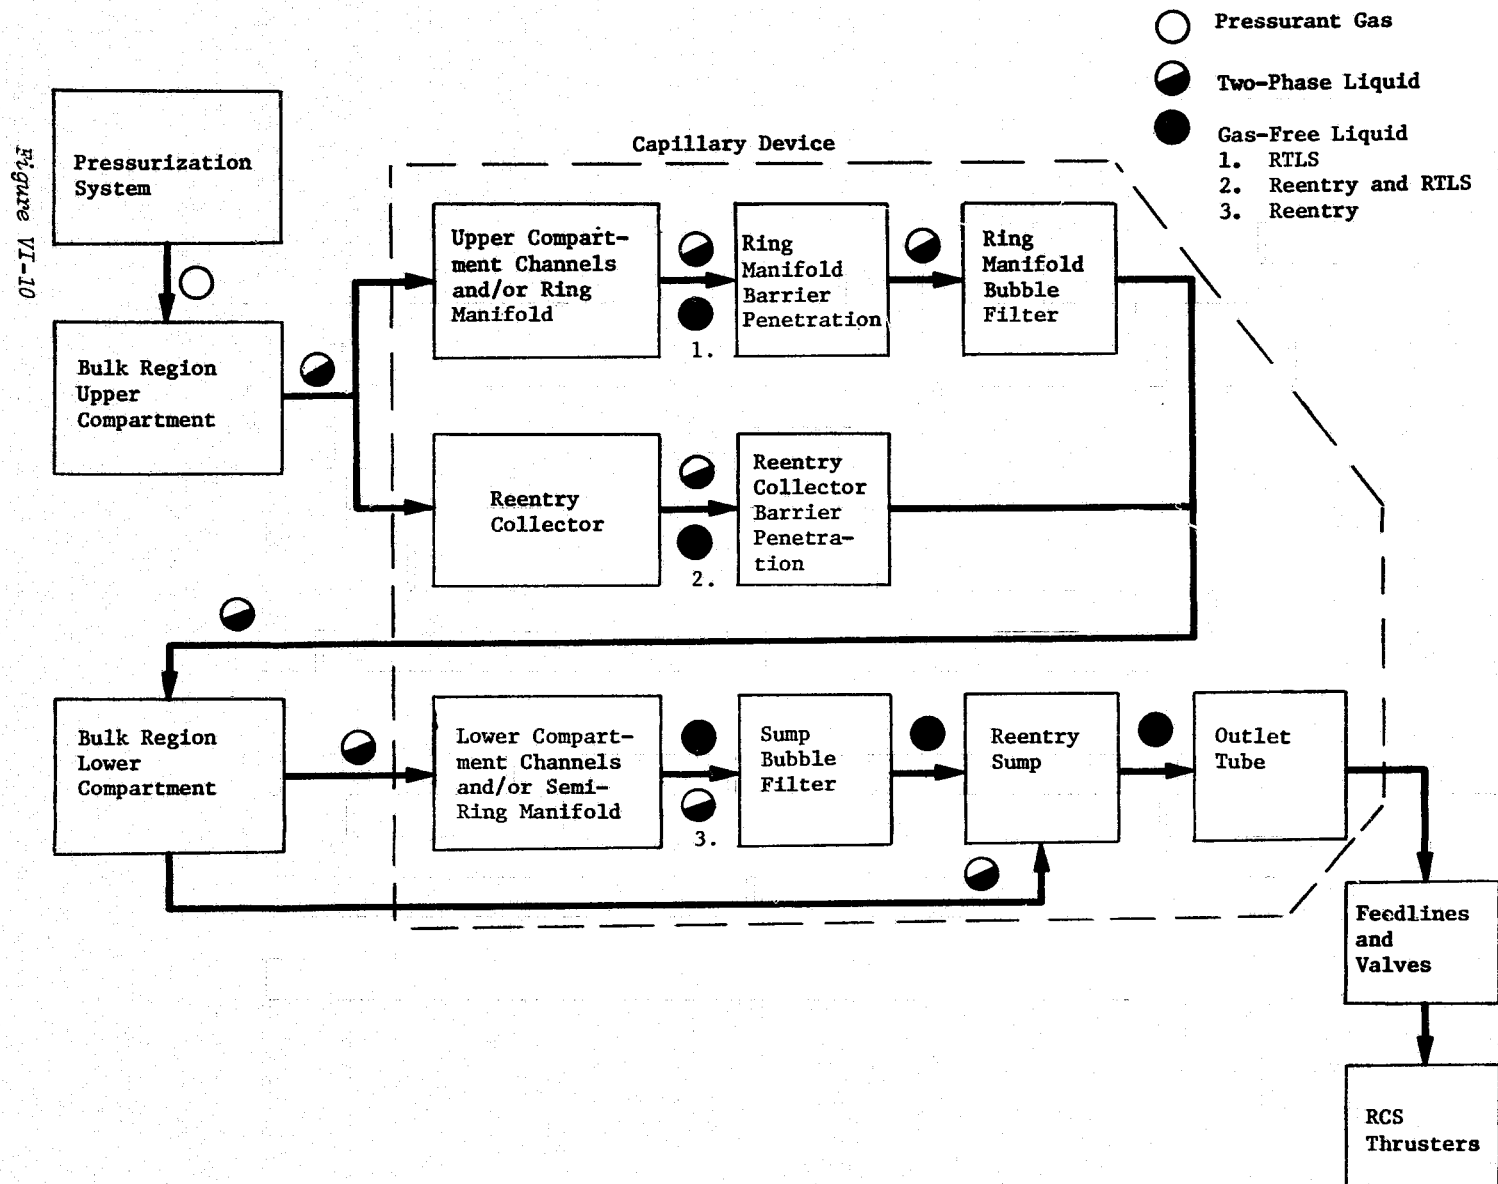 Pressurant Gas
Two-Phase Liquid
Gas-Free Liquid
1. RTLS
2. Reentry and RTLS
3. Reentry
Figure VI-10
Capillary Device
Pressurization
System
Bulk Region
Upper
Compartment
Upper Compart-
ment Channels
and/or Ring
Manifold
1.
Ring
Manifold
Barrier
Penetration
Ring
Manifold
Bubble
Filter
Reentry
Collector
2.
Reentry
Collector
Barrier
Penetra-
tion
Bulk Region
Lower
Compartment
Lower Compart-
ment Channels
and/or Semi-
Ring Manifold
3.
Sump
Bubble
Filter
Reentry
Sump
Outlet
Tube
Feedlines
and
Valves
RCS
Thrusters